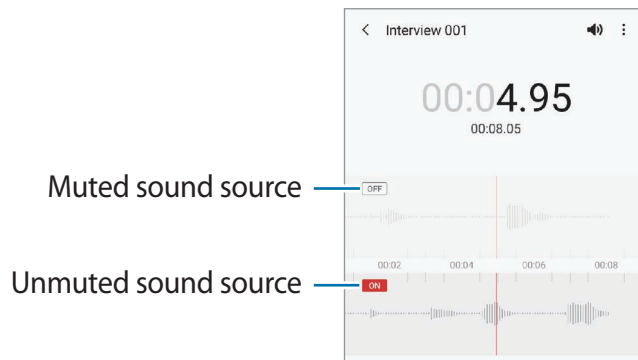 Interview 001
00:04.95
00:08.05
Muted sound source
OFF
00:02 00:04 00:06 00:08
Unmuted sound source
ON